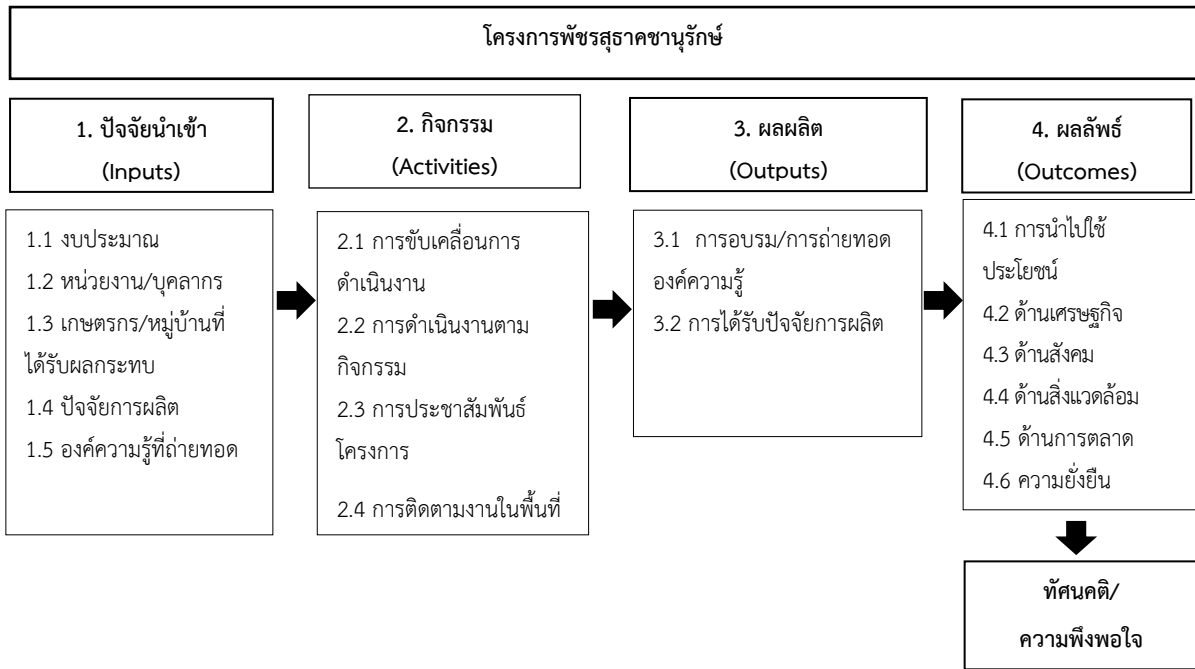 โครงการพัชรสุธาคชานุรักษ์
1. ปัจจัยนำเข้า
(Inputs)
1.1 งบประมาณ
1.2 หน่วยงาน/บุคลากร
1.3 เกษตรกร/หมู่บ้านที่
ได้รับผลกระทบ
1.4 ปัจจัยการผลิต
1.5 องค์ความรู้ที่ถ่ายทอด
2. กิจกรรม
(Activities)
2.1 การขับเคลื่อนการ
ดำเนินงาน
2.2 การดำเนินงานตาม
กิจกรรม
2.3 การประชาสัมพันธ์
โครงการ
2.4 การติดตามงานในพื้นที่
3. ผลผลิต
(Outputs)
3.1 การอบรม/การถ่ายทอด
องค์ความรู้
3.2 การได้รับปัจจัยการผลิต
4. ผลลัพธ์
(Outcomes)
4.1 การนำไปใช้
ประโยชน์
4.2 ด้านเศรษฐกิจ
4.3 ด้านสังคม
4.4 ด้านสิ่งแวดล้อม
4.5 ด้านการตลาด
4.6 ความยั่งยืน
ทัศนคติ/
ความพึงพอใจ